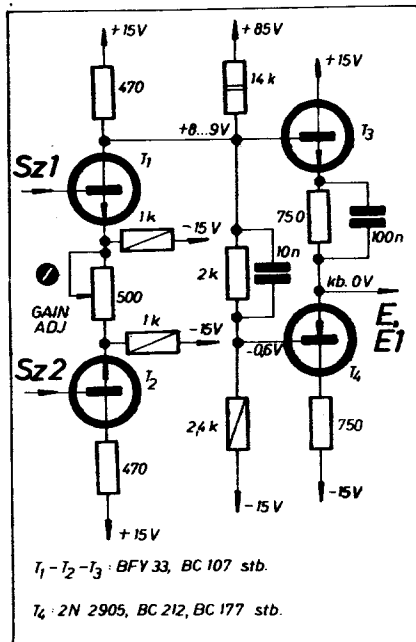 +15V
+85V
470
14k
+15V
+8...9V
T1
T3
Sz1
1k
-15V
750
100n
10n
2k
GAIN
ADJ
500
kb. 0V
1k
-15V
E,
E1
Sz2
-0,6V
T2
T4
470
2,4k
750
+15V
-15V
-15V
T1-T2-T3: BFY 33, BC 107 stb.
T4: 2N 2905, BC 212, BC 177 stb.